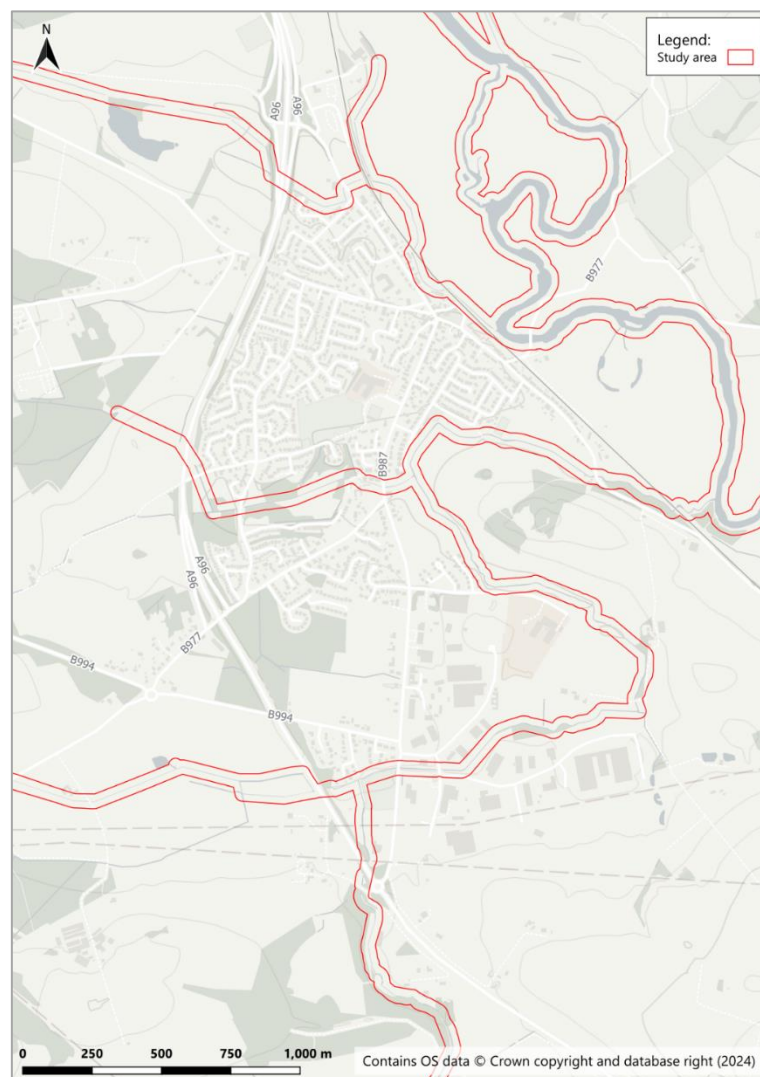 N
Legend:
Study area
A96
A96
B977
B987
A96
A96
B977
B994
B994
0 250 500 750 1,000 m
Contains OS data © Crown copyright and database right (2024)